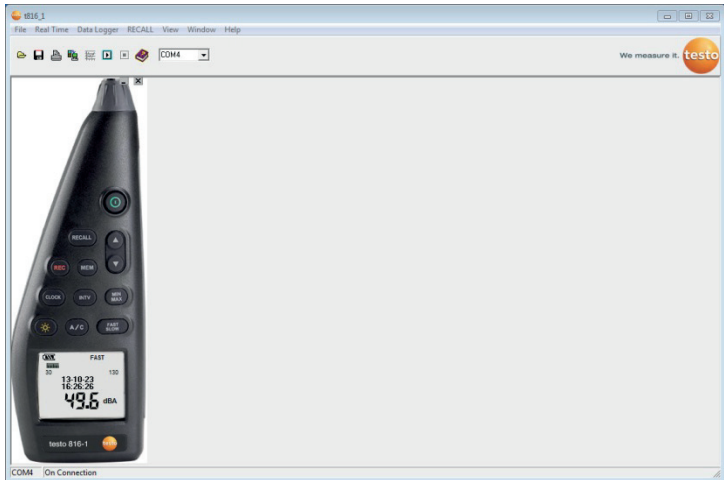 t816_1
File Real Time Data Logger RECALL View Window Help
COM4
We measure it. testo
RECALL
REC MEM
CLOCK INTV MIN MAX
A/C FAST SLOW
FAST
30 130
13-10-23
16:26:26
49.6 dBA
testo 816-1 testo
COM4 On Connection